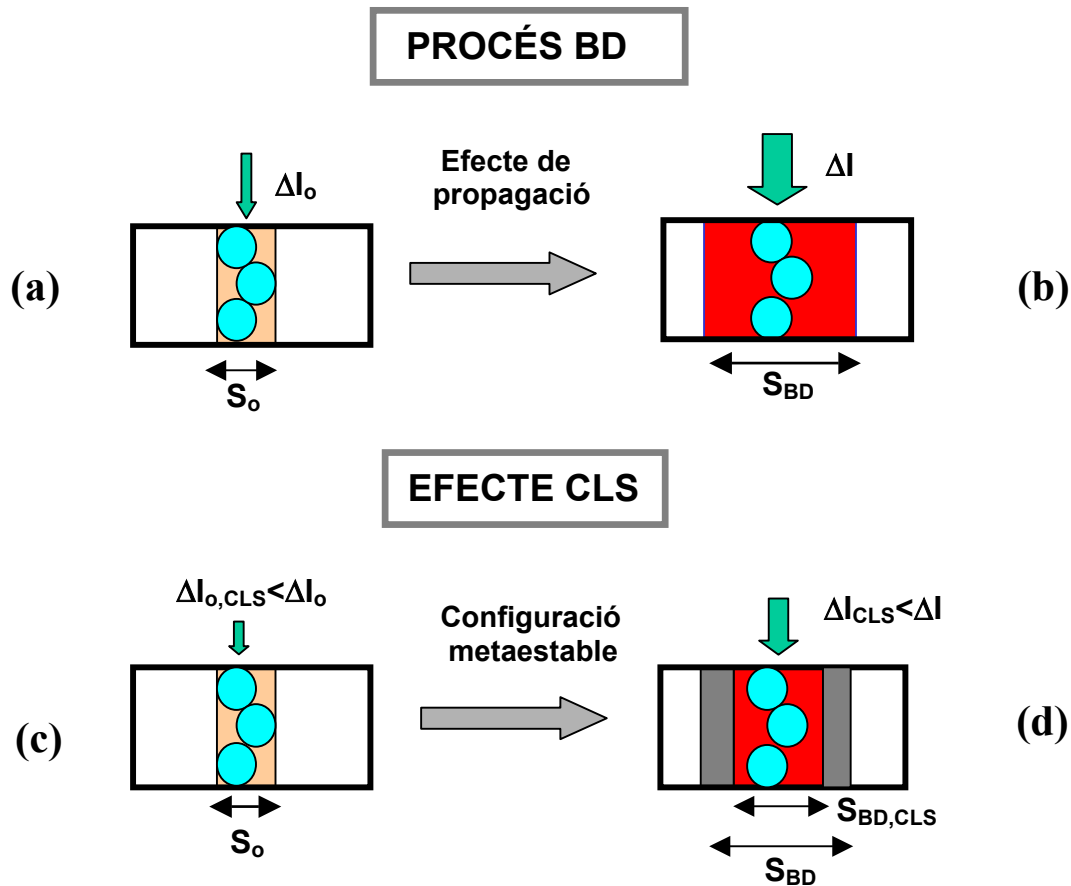 PROCÉS BD
ΔIo
Efecte de
propagació
ΔI
(a)
(b)
So
SBD
EFECTE CLS
ΔIo,CLS<ΔIo
Configuració
metaestable
ΔICLS<ΔI
(c)
(d)
So
SBD,CLS
SBD